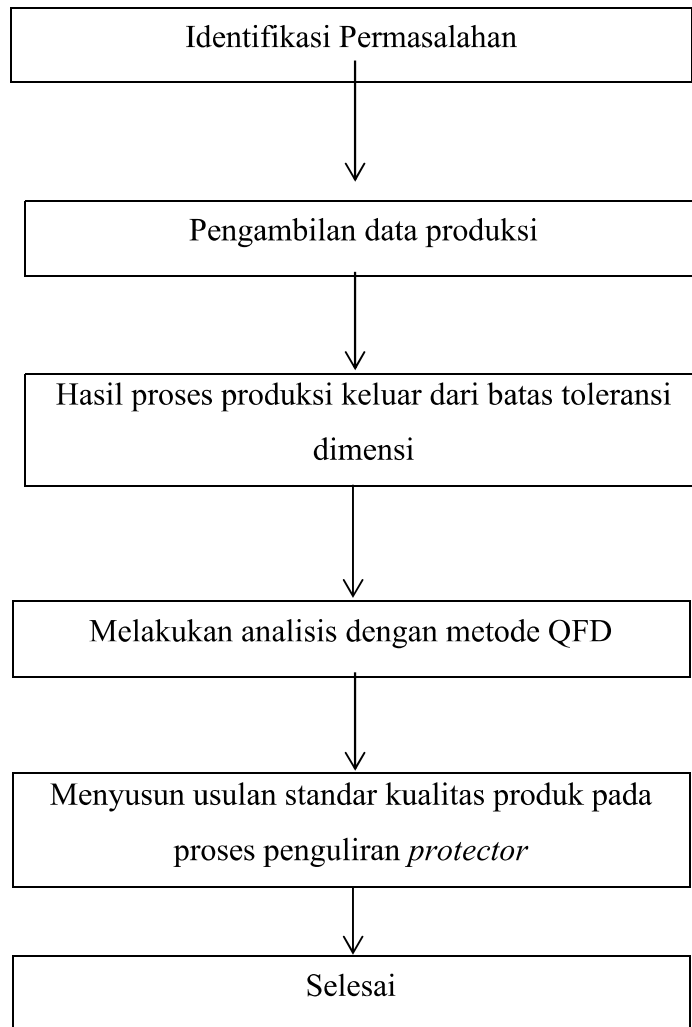 Identifikasi Permasalahan
Pengambilan data produksi
Hasil proses produksi keluar dari batas toleransi
dimensi
Melakukan analisis dengan metode QFD
Menyusun usulan standar kualitas produk pada
proses penguliran protector
Selesai